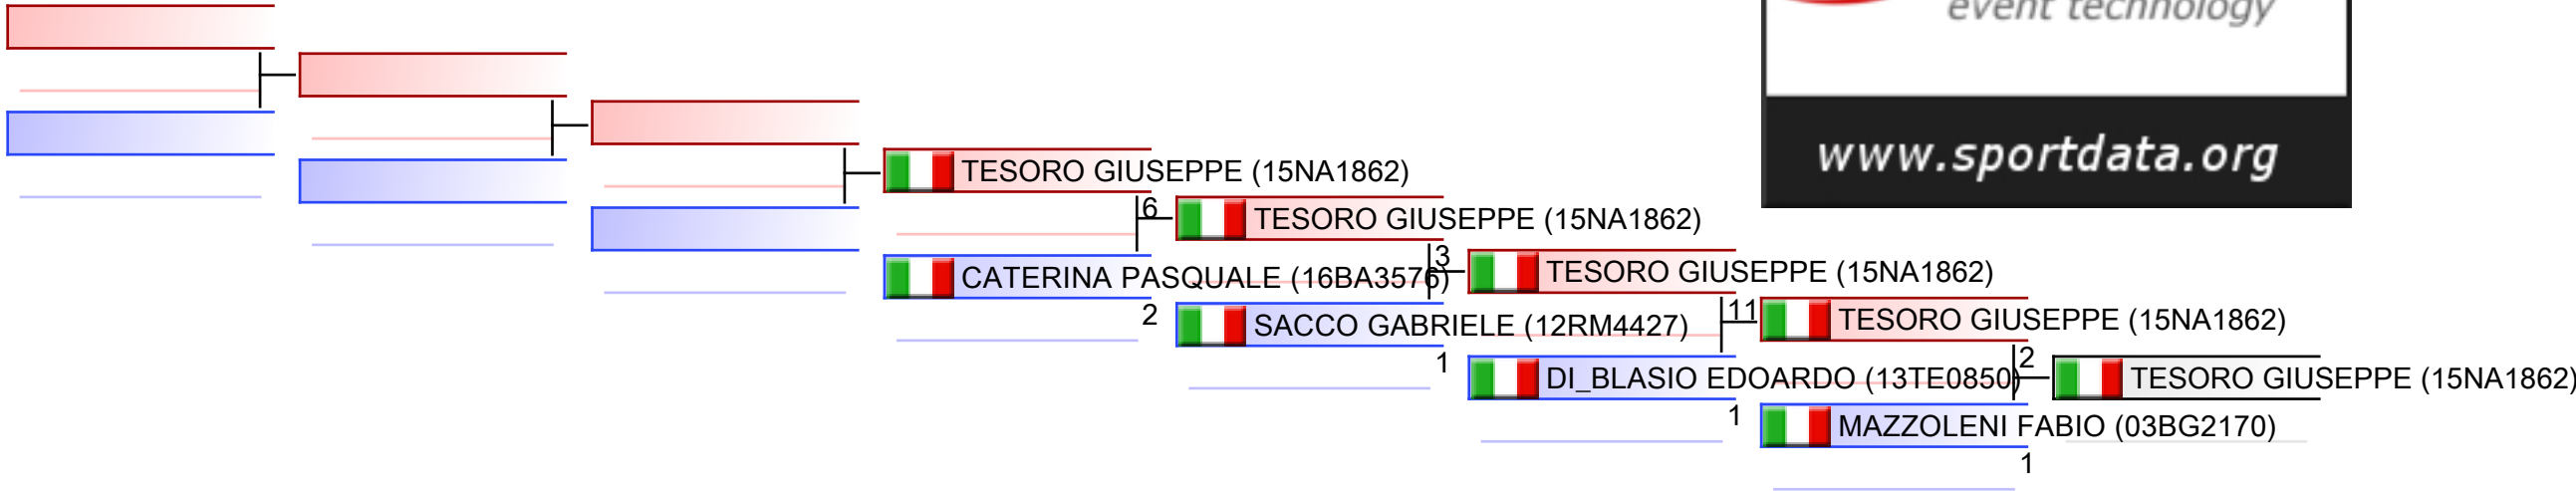 event technology
www.sportdata.org
TESORO GIUSEPPE (15NA1862)
6
TESORO GIUSEPPE (15NA1862)
CATERINA PASQUALE (16BA3576)
3
TESORO GIUSEPPE (15NA1862)
2
SACCO GABRIELE (12RM4427)
11
TESORO GIUSEPPE (15NA1862)
1
DI_BLASIO EDOARDO (13TE0850)
2
TESORO GIUSEPPE (15NA1862)
1
MAZZOLENI FABIO (03BG2170)
1